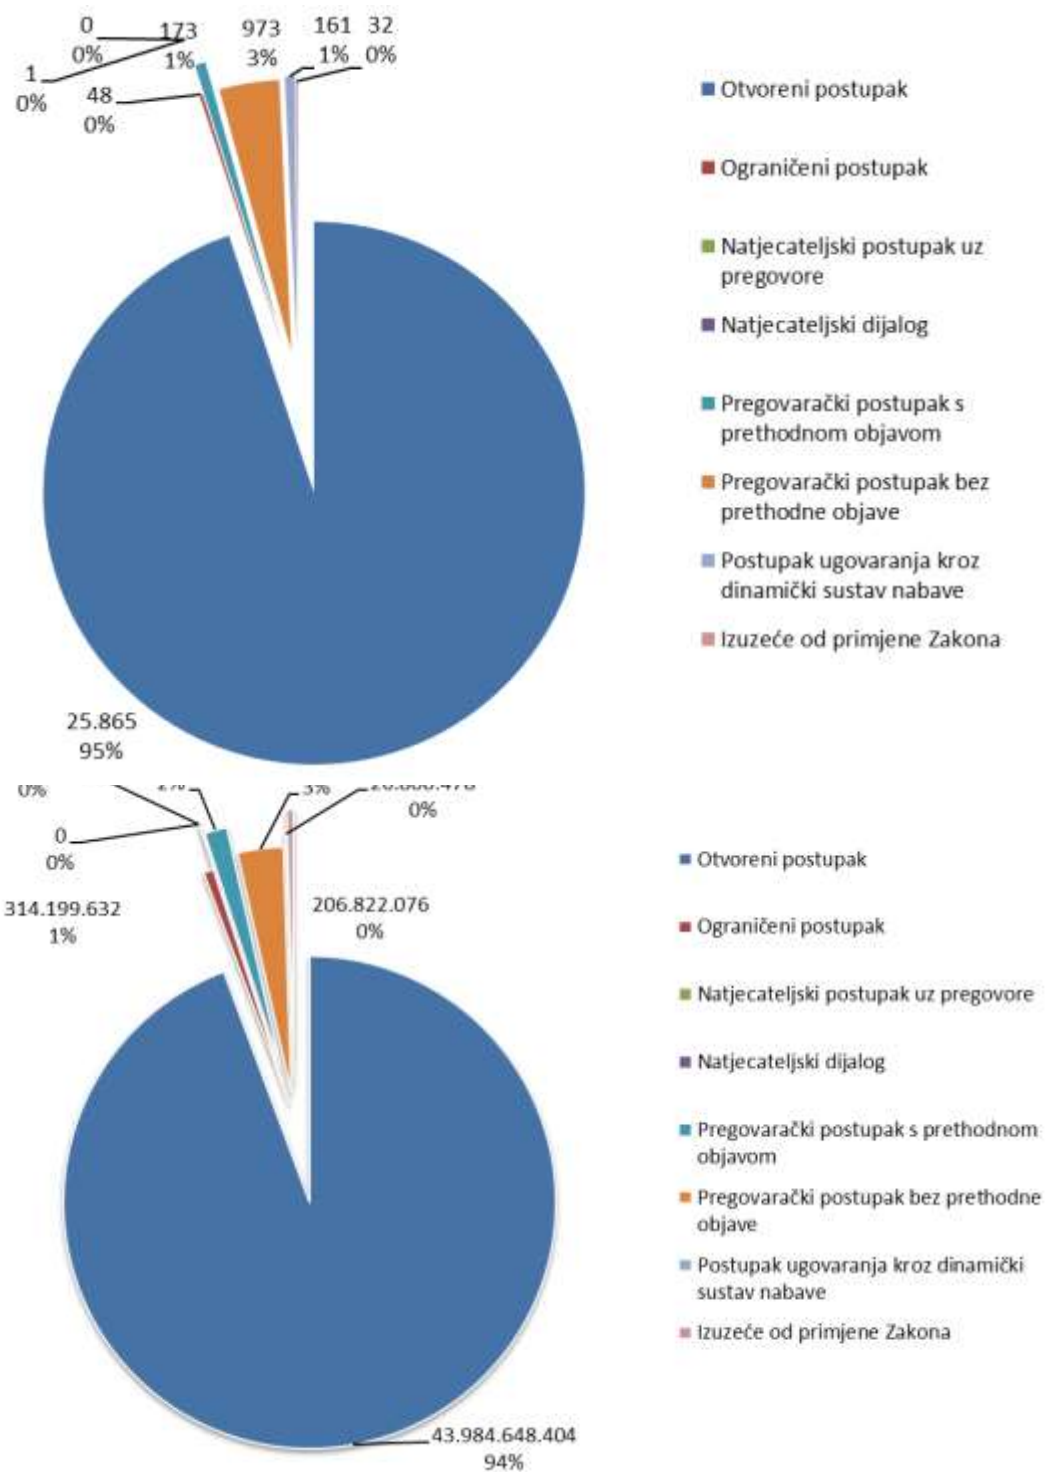 0
0%
173
1%
973
3%
161
1%
32
0%
1
0%
48
0%
Otvoreni postupak
Ograničeni postupak
Natjecateljski postupak uz
pregovore
Natjecateljski dijalog
Pregovarački postupak s
prethodnom objavom
Pregovarački postupak bez
prethodne objave
Postupak ugovaranja kroz
dinamički sustav nabave
Izuzeće od primjene Zakona
25.865
95%
0%
2%
3%
0%
0
0%
314.199.632
1%
206.822.076
0%
Otvoreni postupak
Ograničeni postupak
Natjecateljski postupak uz pregovore
Natjecateljski dijalog
Pregovarački postupak s prethodnom
objavom
Pregovarački postupak bez prethodne
objave
Postupak ugovaranja kroz dinamički
sustav nabave
Izuzeće od primjene Zakona
43.984.648.404
94%